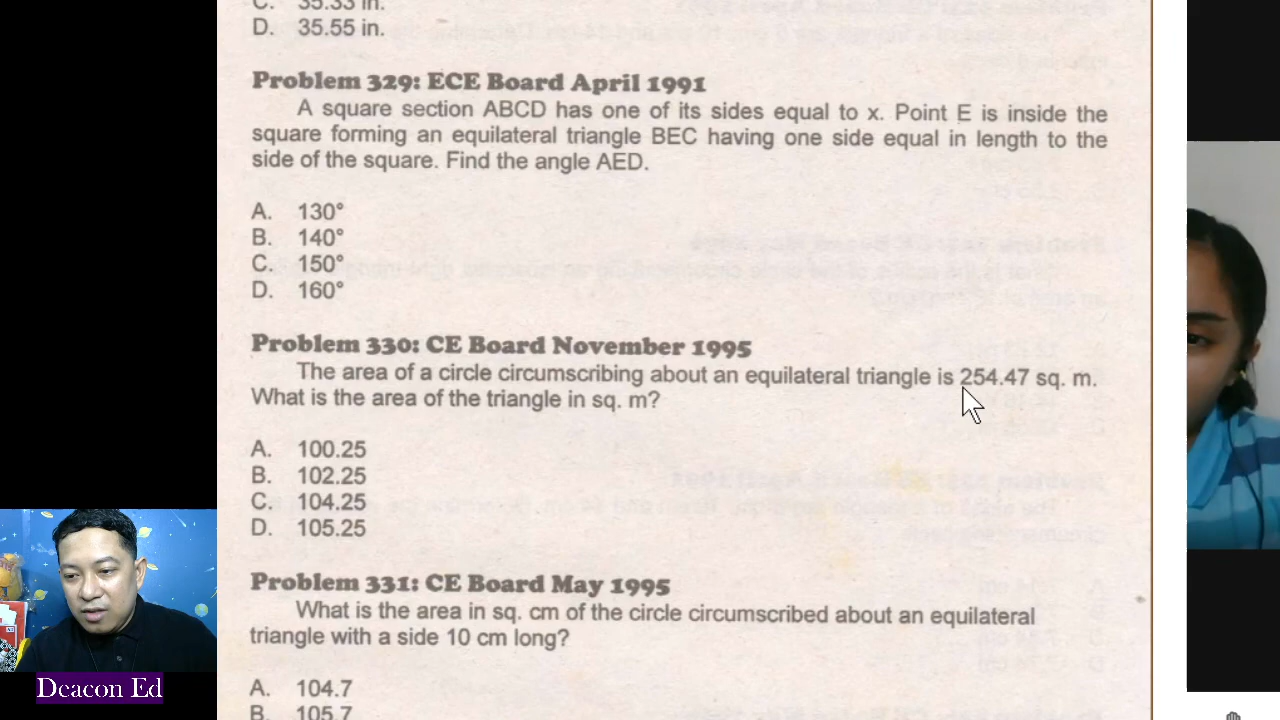 C. 35.33 in.
D. 35.55 in.
Problem 329: ECE Board April 1991
A square section ABCD has one of its sides equal to x. Point E is inside the
square forming an equilateral triangle BEC having one side equal in length to the
side of the square. Find the angle AED.
A. 130°
B. 140°
C. 150°
D. 160°
Problem 330: CE Board November 1995
The area of a circle circumscribing about an equilateral triangle is 254.47 sq. m.
What is the area of the triangle in sq. m?
A. 100.25
B. 102.25
C. 104.25
D. 105.25
Problem 331: CE Board May 1995
What is the area in sq. cm of the circle circumscribed about an equilateral
triangle with a side 10 cm long?
A. 104.7
B. 105.7
Deacon Ed